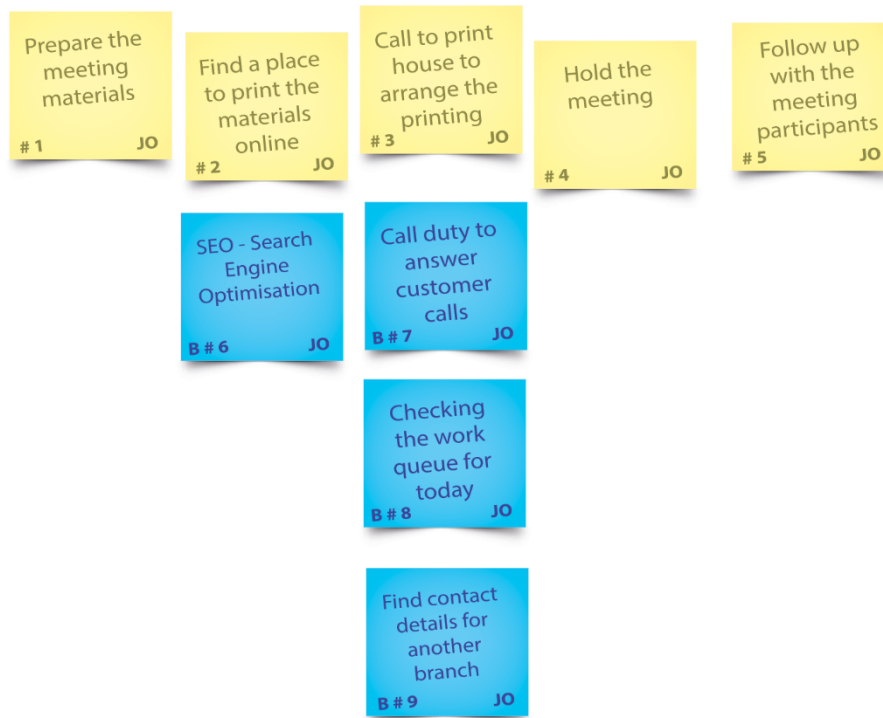 Prepare the
meeting
materials
# 1 JO
Find a place
to print the
materials
online
# 2 JO
Call to print
house to
arrange the
printing
# 3 JO
Hold the
meeting
# 4 JO
Follow up
with the
meeting
participants
# 5 JO
SEO - Search
Engine
Optimisation
B # 6 JO
Call duty to
answer
customer
calls
B # 7 JO
Checking
the work
queue for
today
B # 8 JO
Find contact
details for
another
branch
B # 9 JO